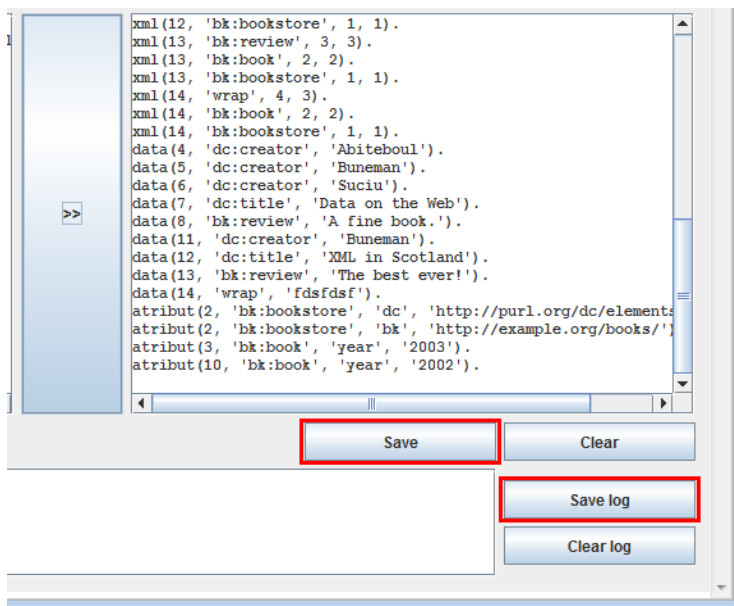 xml(12, 'bk:bookstore', 1, 1).
xml(13, 'bk:review', 3, 3).
xml(13, 'bk:book', 2, 2).
xml(13, 'bk:bookstore', 1, 1).
xml(14, 'wrap', 4, 3).
xml(14, 'bk:book', 2, 2).
xml(14, 'bk:bookstore', 1, 1).
data(4, 'dc:creator', 'Abiteboul').
data(5, 'dc:creator', 'Buneman').
data(6, 'dc:creator', 'Suciu').
data(7, 'dc:title', 'Data on the Web').
data(8, 'bk:review', 'A fine book.').
data(11, 'dc:creator', 'Buneman').
data(12, 'dc:title', 'XML in Scotland').
data(13, 'bk:review', 'The best ever!').
data(14, 'wrap', 'fdsfdsf').
atribut(2, 'bk:bookstore', 'dc', 'http://purl.org/dc/elements
atribut(2, 'bk:bookstore', 'bk', 'http://example.org/books/')
atribut(3, 'bk:book', 'year', '2003').
atribut(10, 'bk:book', 'year', '2002').
>>
Save
Clear
Save log
Clear log